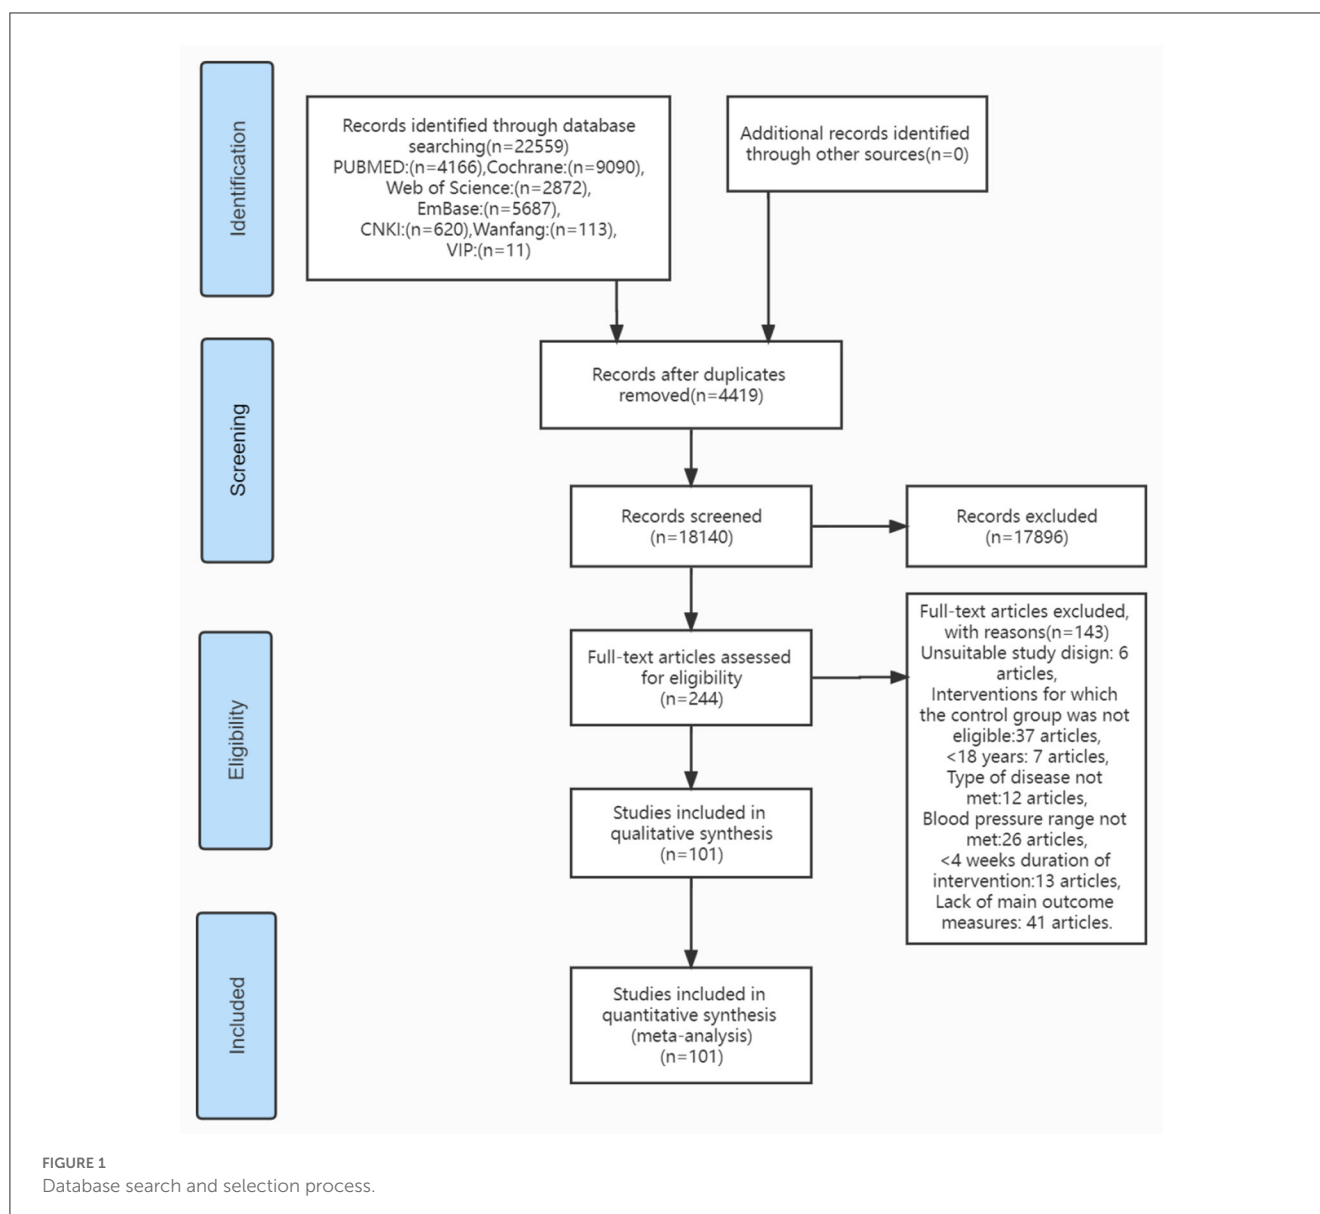 Identification
Records identified through database
searching(n=22559)
PUBMED:(n=4166),Cochrane:(n=9090),
Web of Science:(n=2872),
EmBase:(n=5687),
CNKI:(n=620),Wanfang:(n=113),
VIP:(n=11)
Additional records identified
through other sources(n=0)
Screening
Records after duplicates
removed(n=4419)
Records screened
(n=18140)
Records excluded
(n=17896)
Eligibility
Full-text articles assessed
for eligibility
(n=244)
Full-text articles excluded,
with reasons(n=143)
Unsuitable study disign: 6
articles,
Interventions for which
the control group was not
eligible:37 articles,
<18 years: 7 articles,
Type of disease not
met:12 articles,
Blood pressure range not
met:26 articles,
<4 weeks duration of
intervention:13 articles,
Lack of main outcome
measures: 41 articles.
Studies included in
qualitative synthesis
(n=101)
Included
Studies included in
quantitative synthesis
(meta-analysis)
(n=101)
FIGURE 1
Database search and selection process.